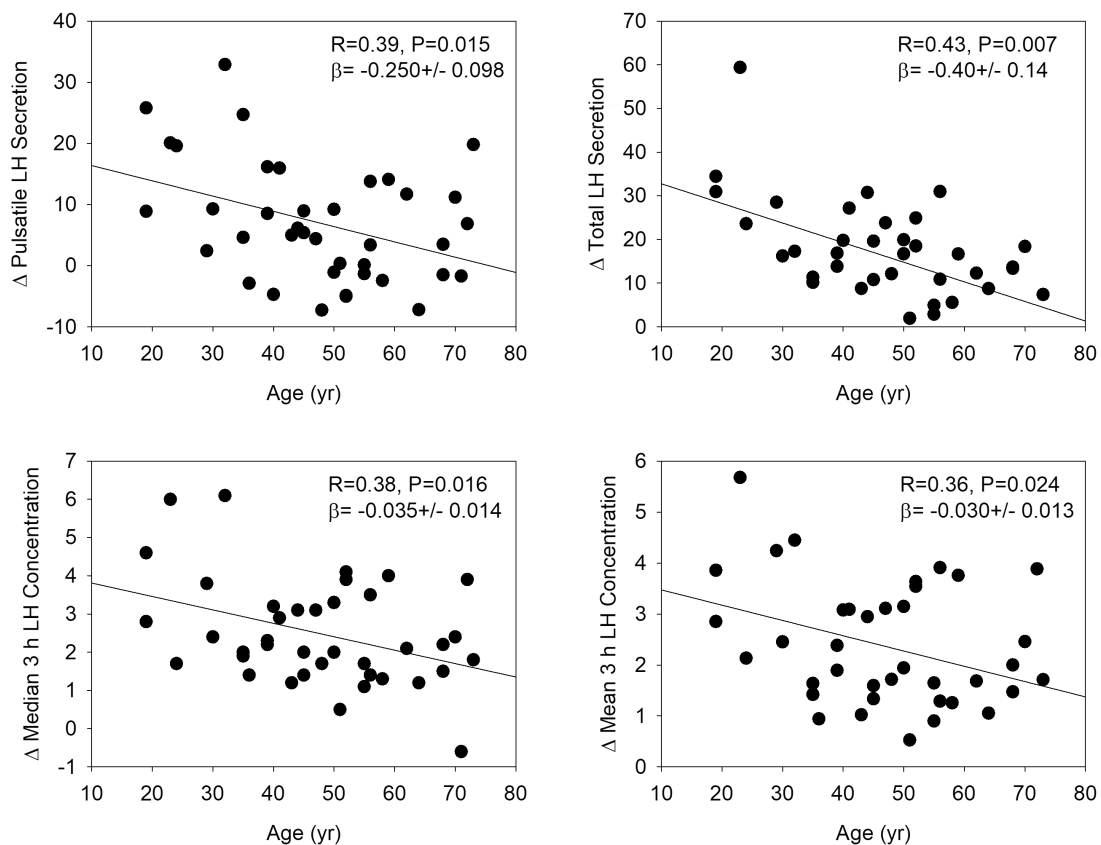 R=0.39, P=0.015
β= -0.250+/- 0.098
Δ Pulsatile LH Secretion
40
30
20
10
0
-10
10 20 30 40 50 60 70 80
Age (yr)
R=0.43, P=0.007
β= -0.40+/- 0.14
Δ Total LH Secretion
70
60
50
40
30
20
10
0
10 20 30 40 50 60 70 80
Age (yr)
R=0.38, P=0.016
β= -0.035+/- 0.014
Δ Median 3 h LH Concentration
7
6
5
4
3
2
1
0
-1
10 20 30 40 50 60 70 80
Age (yr)
R=0.36, P=0.024
β= -0.030+/- 0.013
Δ Mean 3 h LH Concentration
6
5
4
3
2
1
0
10 20 30 40 50 60 70 80
Age (yr)